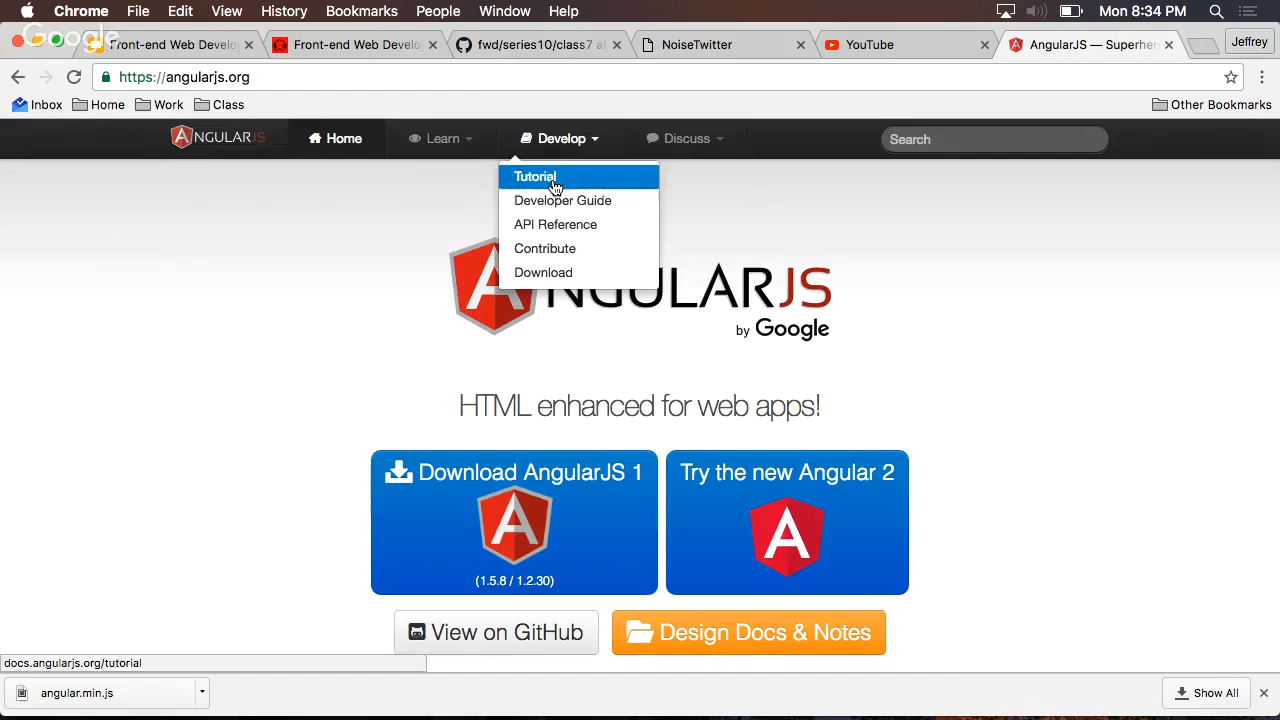 Chrome File Edit View History Bookmarks People Window Help Mon 8:34 PM
Google
Front-end Web Develo Front-end Web Develo fwd/series10/class7 at NoiseTwitter YouTube AngularJS — Superher Jeffrey
https://angularjs.org
Inbox Home Work Class Other Bookmarks
ANGULARJS Home Learn Develop Discuss Search
Tutorial
Developer Guide
API Reference
Contribute
Download
ANGULARJS
by Google
HTML enhanced for web apps!
Download AngularJS 1 Try the new Angular 2
(1.5.8 / 1.2.30)
View on GitHub Design Docs & Notes
docs.angularjs.org/tutorial
angular.min.js Show All